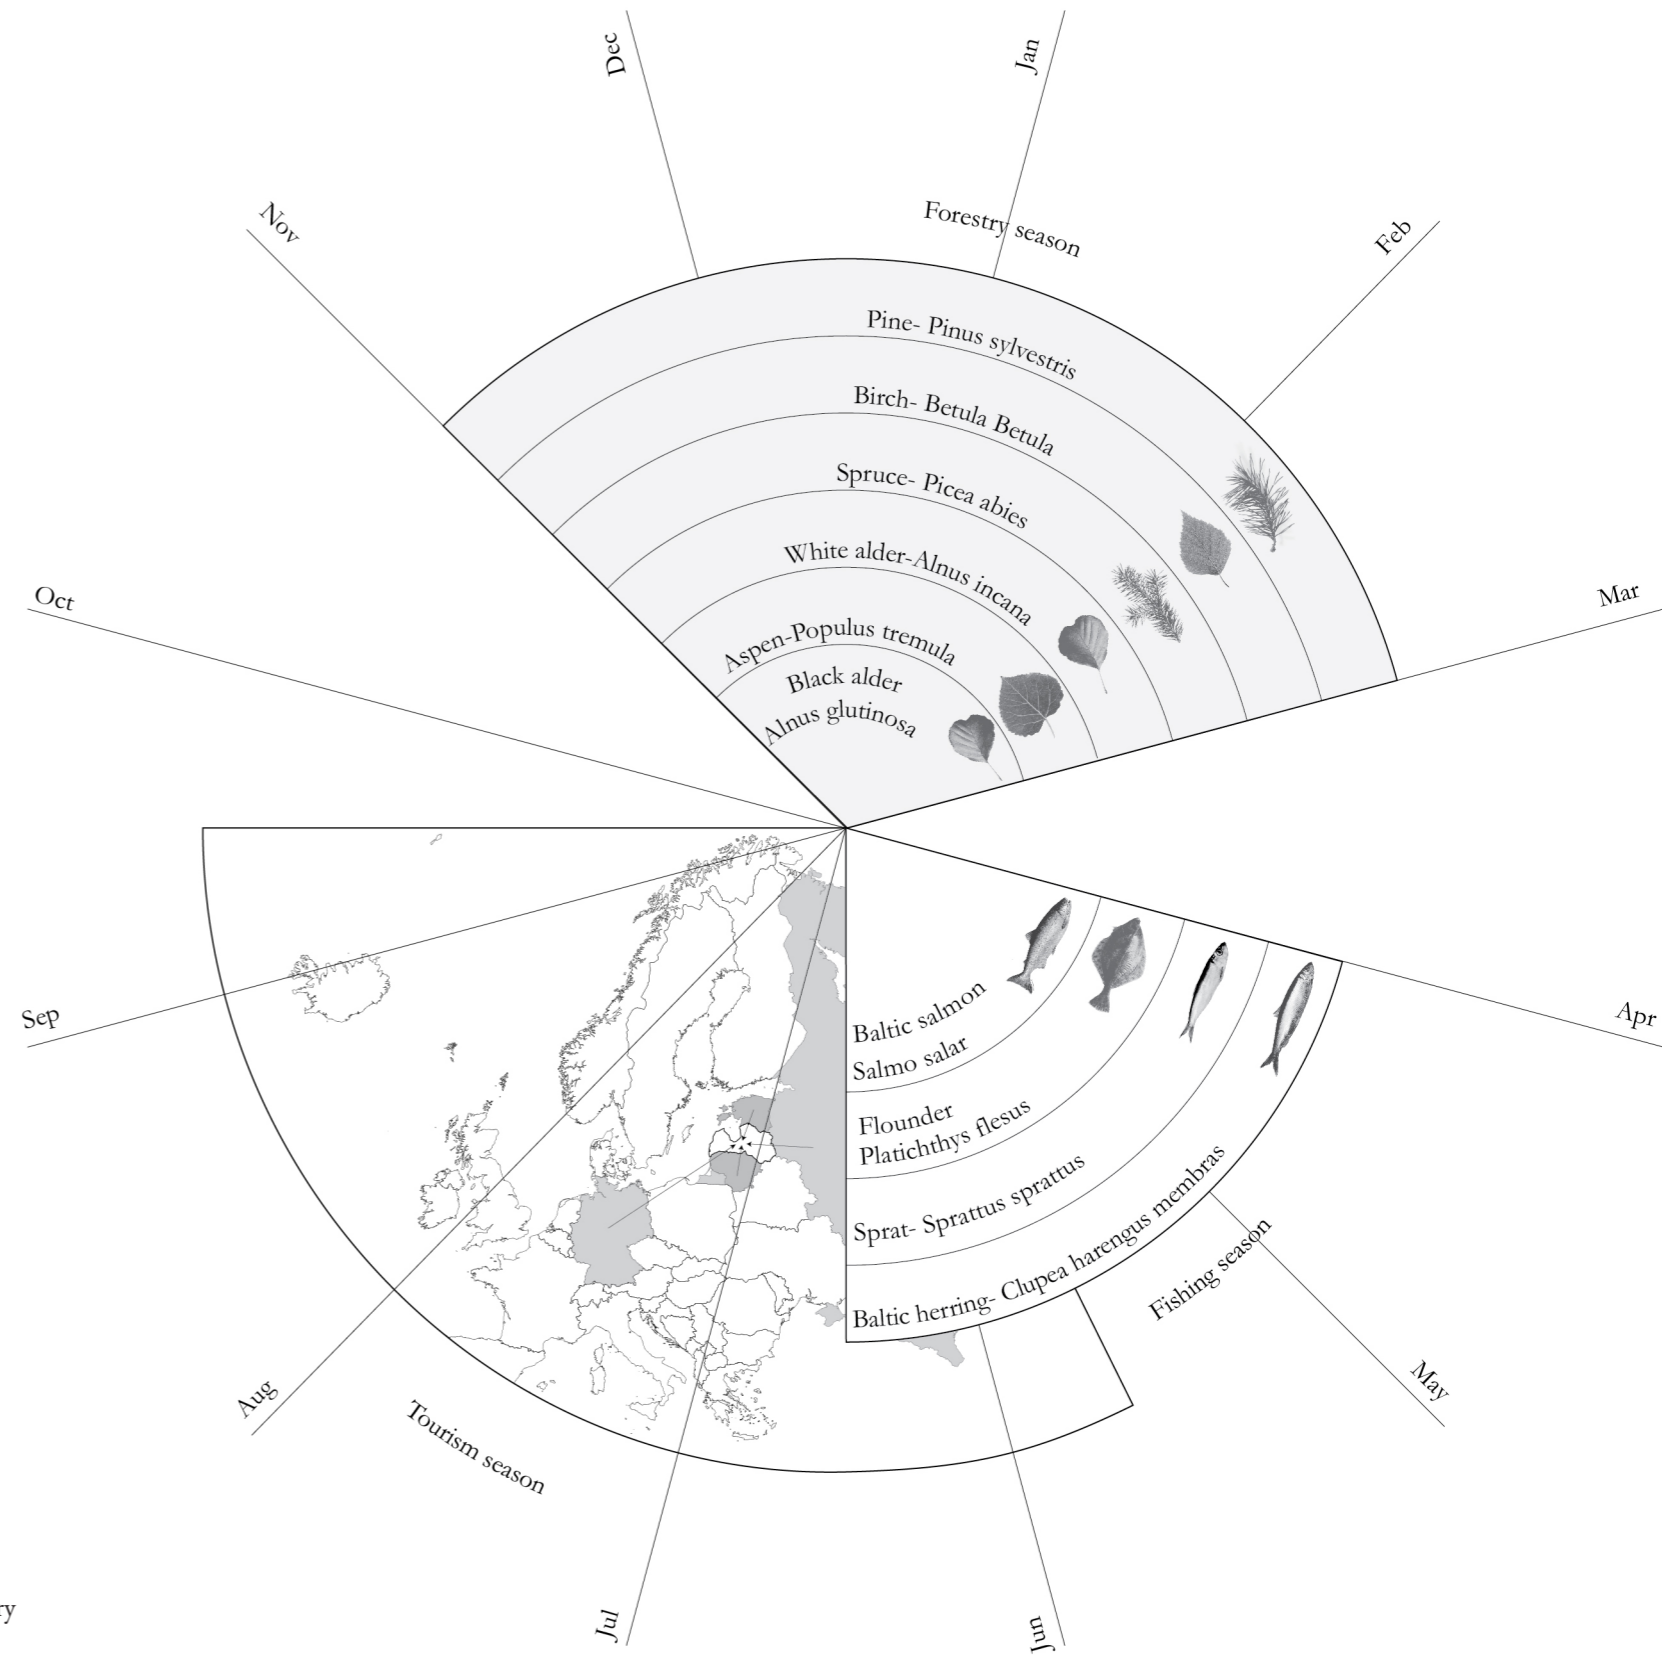 Dec
Jan
Nov
Forestry season
Feb
Pine- Pinus sylvestris
Birch- Betula Betula
Spruce- Picea abies
White alder-Alnus incana
Oct
Mar
Aspen-Populus tremula
Black alder
Alnus glutinosa
Sep
Apr
Baltic salmon
Salmo salar
Flounder
Platichthys flesus
Sprat- Sprattus sprattus
Baltic herring- Clupea harengus membras
Fishing season
Aug
May
Tourism season
Jul
Jun
ry